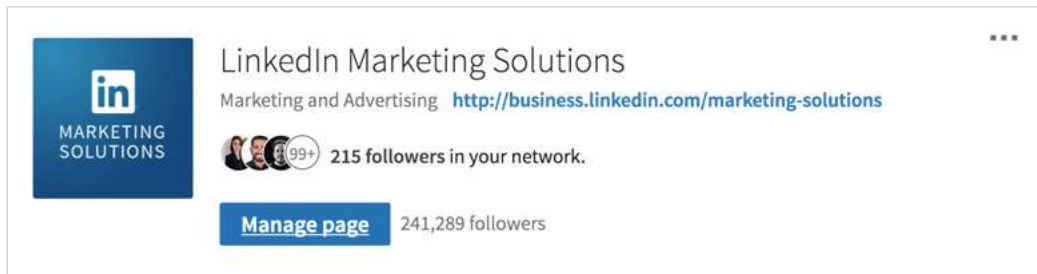 LinkedIn Marketing Solutions
Marketing and Advertising http://business.linkedin.com/marketing-solutions
in
MARKETING
SOLUTIONS
99+ 215 followers in your network.
Manage page 241,289 followers